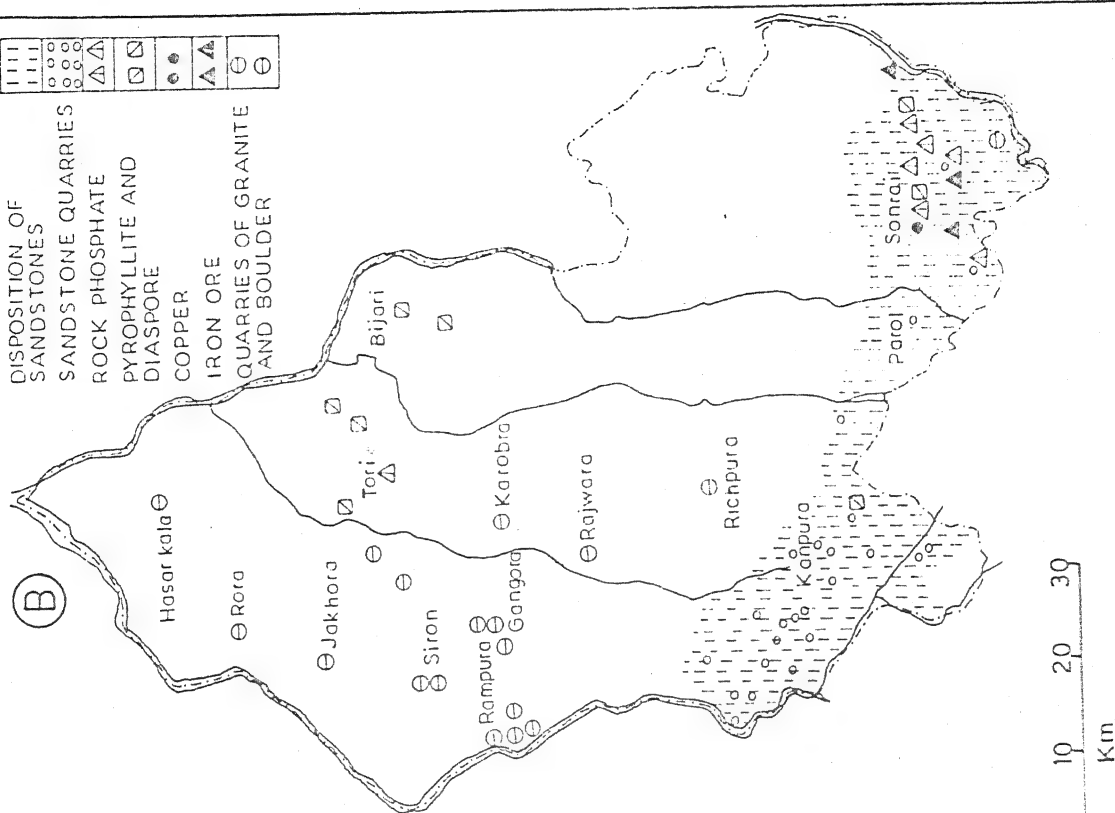 B
DISPOSITION OF
SANDSTONES
SANDSTONE QUARRIES
ROCK PHOSPHATE
PYROPHYLLITE AND
DIASPORE
COPPER
IRON ORE
QUARRIES OF GRANITE
AND BOULDER
Hasar kala
Rora
Jakhora
Siron
Rampura
Gangora
Tori
Bijari
Karobra
Rajwara
Richpura
Kanpura
Parol
Sonrai
10 20 30
Km